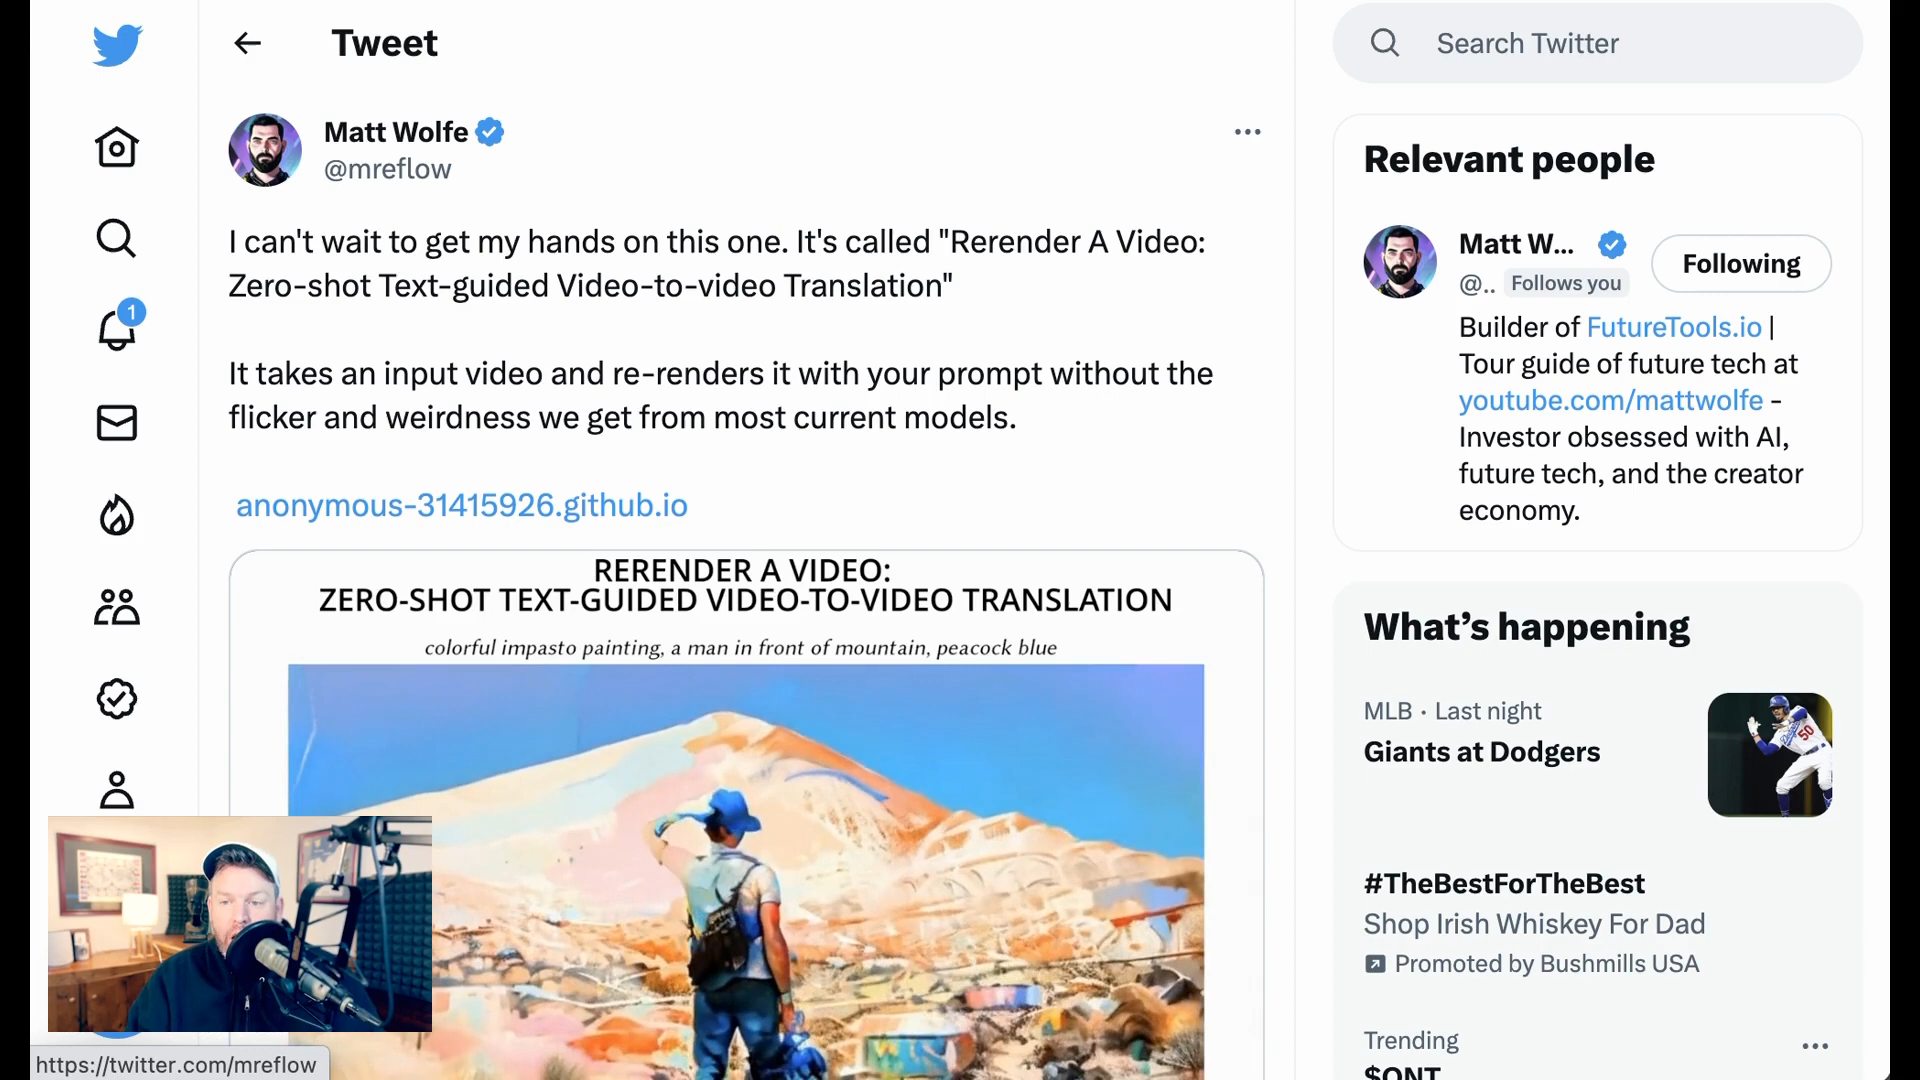 Tweet
Matt Wolfe
@mreflow
I can't wait to get my hands on this one. It's called "Rerender A Video:
Zero-shot Text-guided Video-to-video Translation"
It takes an input video and re-renders it with your prompt without the
flicker and weirdness we get from most current models.
anonymous-31415926.github.io
RERENDER A VIDEO:
ZERO-SHOT TEXT-GUIDED VIDEO-TO-VIDEO TRANSLATION
colorful impasto painting, a man in front of mountain, peacock blue
1
https://twitter.com/mreflow
Search Twitter
Relevant people
Matt W...
@.. Follows you
Following
Builder of FutureTools.io |
Tour guide of future tech at
youtube.com/mattwolfe -
Investor obsessed with AI,
future tech, and the creator
economy.
What's happening
MLB · Last night
Giants at Dodgers
50
#TheBestForTheBest
Shop Irish Whiskey For Dad
Promoted by Bushmills USA
Trending
$QNT